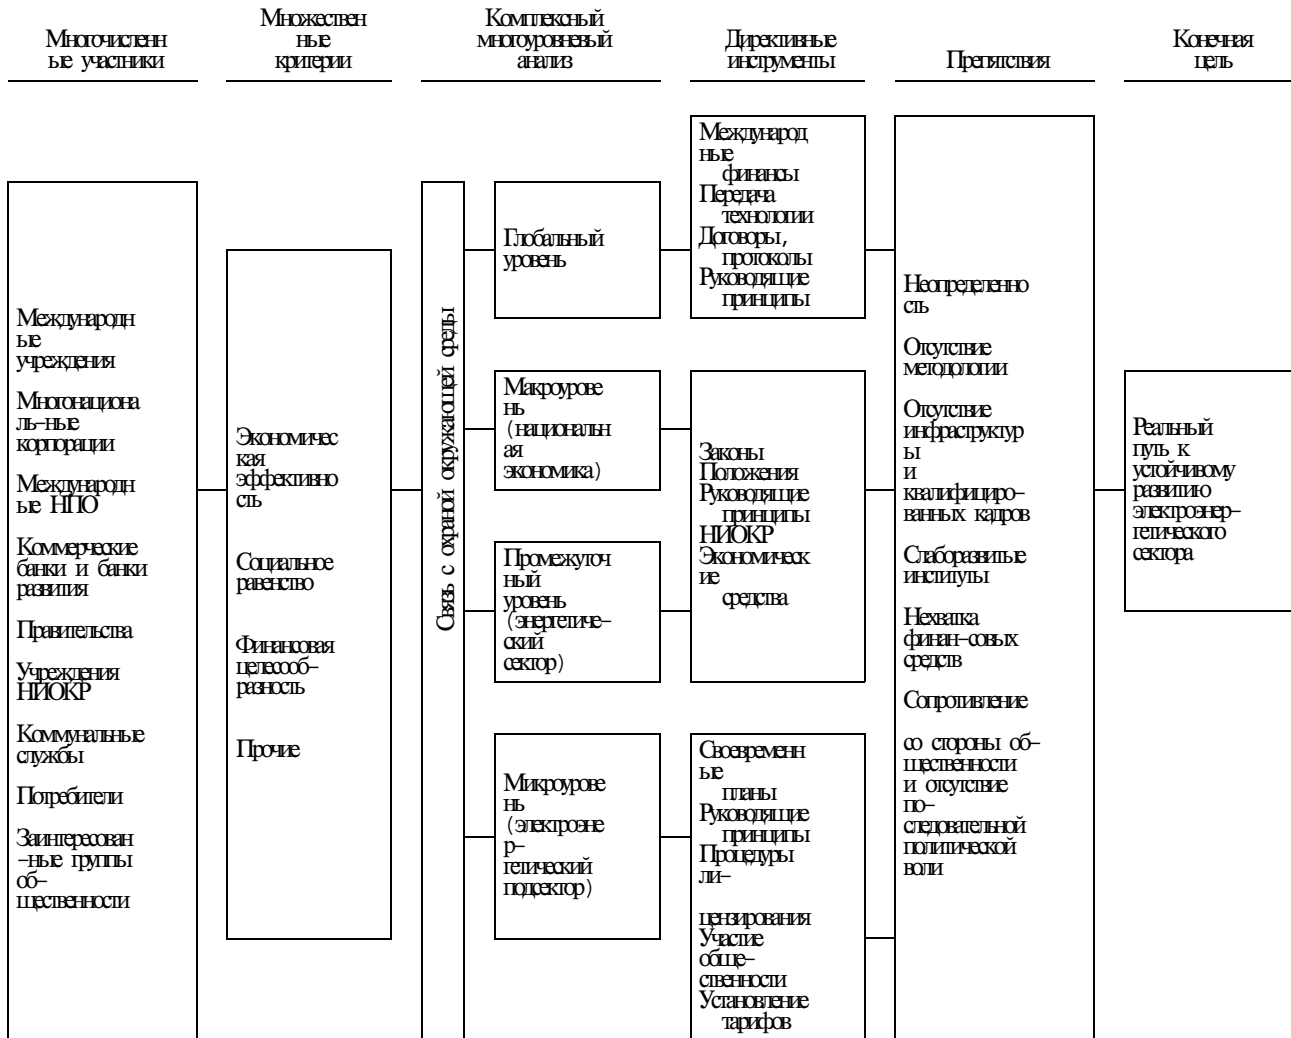 Многочисленн
ые участники
Множествен
ные
критерии
Комплексный
многоуровневый
анализ
Директивные
инструменты
Препятствия
Конечная
цель
Международн
ые
учреждения
Многонациона
ль-ные
корпорации
Международн
ые НПО
Коммерческие
банки и банки
развития
Правительства
Учреждения
НИОКР
Коммунальные
службы
Потребители
Заинтересован
-ные группы
об-
щественности
Экономичес
кая
эффективно
сть
Социальное
равенство
Финансовая
целесооб-
разность
Прочие
Связь с охраной окружающей среды
Глобальный
уровень
Макроурове
нь
(национальн
ая
экономика)
Промежуточ
ный
уровень
(энергетиче-
ский
сектор)
Микроурове
нь
(электроэне
р-
гетический
подсектор)
Международ
ные
финансы
Передача
технологии
Договоры,
протоколы
Руководящие
принципы
Законы
Положения
Руководящие
принципы
НИОКР
Экономическ
ие
средства
Своевременн
ые
планы
Руководящие
принципы
Процедуры
ли-
цензирования
Участие
обще-
ственности
Установление
тарифов
Неопределенно
сть
Отсутствие
методологии
Отсутствие
инфраструктур
ы
и
квалифициро-
ванных кадров
Слаборазвитые
институты
Нехватка
финан-совых
средств
Сопротивление
со стороны об-
щественности
и отсутствие
по-
следовательной
политической
воли
Реальный
путь к
устойчивому
развитию
электроэнер-
гетического
сектора